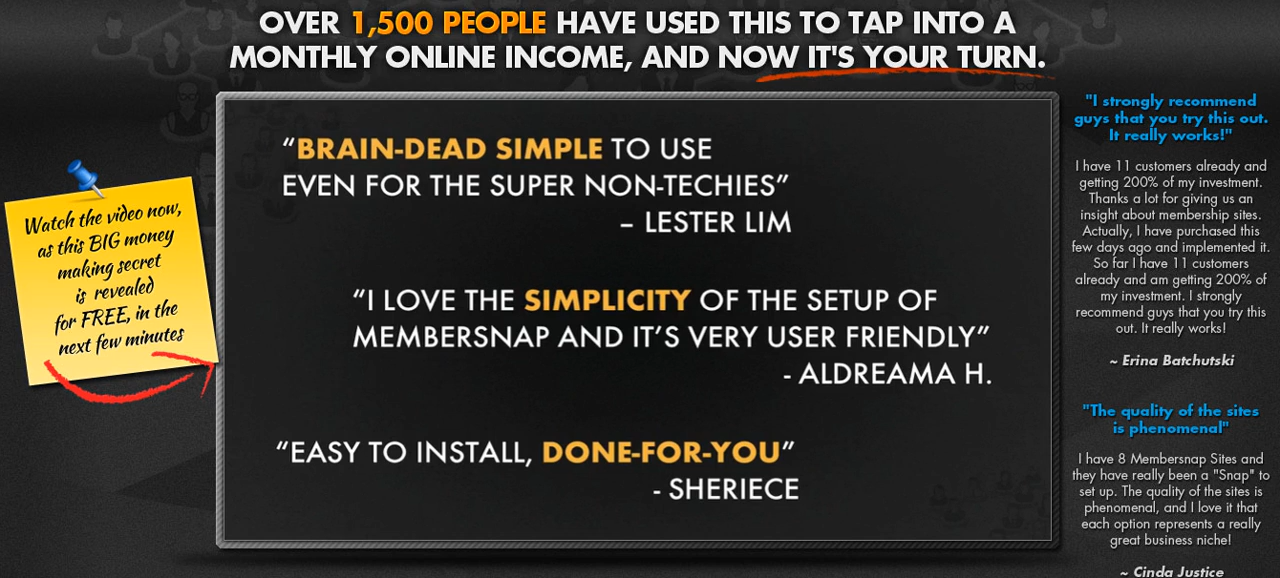 OVER 1,500 PEOPLE HAVE USED THIS TO TAP INTO A
MONTHLY ONLINE INCOME, AND NOW IT'S YOUR TURN.
Watch the video now,
as this BIG money
making secret
is revealed
for FREE, in the
next few minutes
“BRAIN-DEAD SIMPLE TO USE
EVEN FOR THE SUPER NON-TECHIES”
– LESTER LIM
“I LOVE THE SIMPLICITY OF THE SETUP OF
MEMBERSNAP AND IT’S VERY USER FRIENDLY”
- ALDREAMA H.
“EASY TO INSTALL, DONE-FOR-YOU”
- SHERIECE
"I strongly recommend
guys that you try this out.
It really works!"
I have 11 customers already and
getting 200% of my investment.
Thanks a lot for giving us an
insight about membership sites.
Actually, I have purchased this
few days ago and implemented it.
So far I have 11 customers
already and am getting 200% of
my investment. I strongly
recommend guys that you try this
out. It really works!
~ Erina Batchutski
"The quality of the sites
is phenomenal"
I have 8 Membersnap Sites and
they have really been a "Snap" to
set up. The quality of the sites is
phenomenal, and I love it that
each option represents a really
great business niche!
~ Cinda Justice